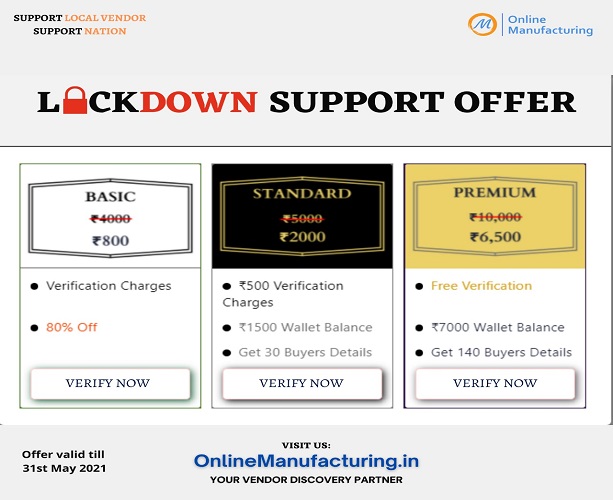 SUPPORT LOCAL VENDOR
SUPPORT NATION
Online
Manufacturing
LOCKDOWN SUPPORT OFFER
BASIC
₹4000
₹800
Verification Charges
80% Off
VERIFY NOW
STANDARD
₹5000
₹2000
₹500 Verification
Charges
₹1500 Wallet Balance
Get 30 Buyers Details
VERIFY NOW
PREMIUM
₹10,000
₹6,500
Free Verification
₹7000 Wallet Balance
Get 140 Buyers Details
VERIFY NOW
Offer valid till
31st May 2021
VISIT US:
OnlineManufacturing.in
YOUR VENDOR DISCOVERY PARTNER